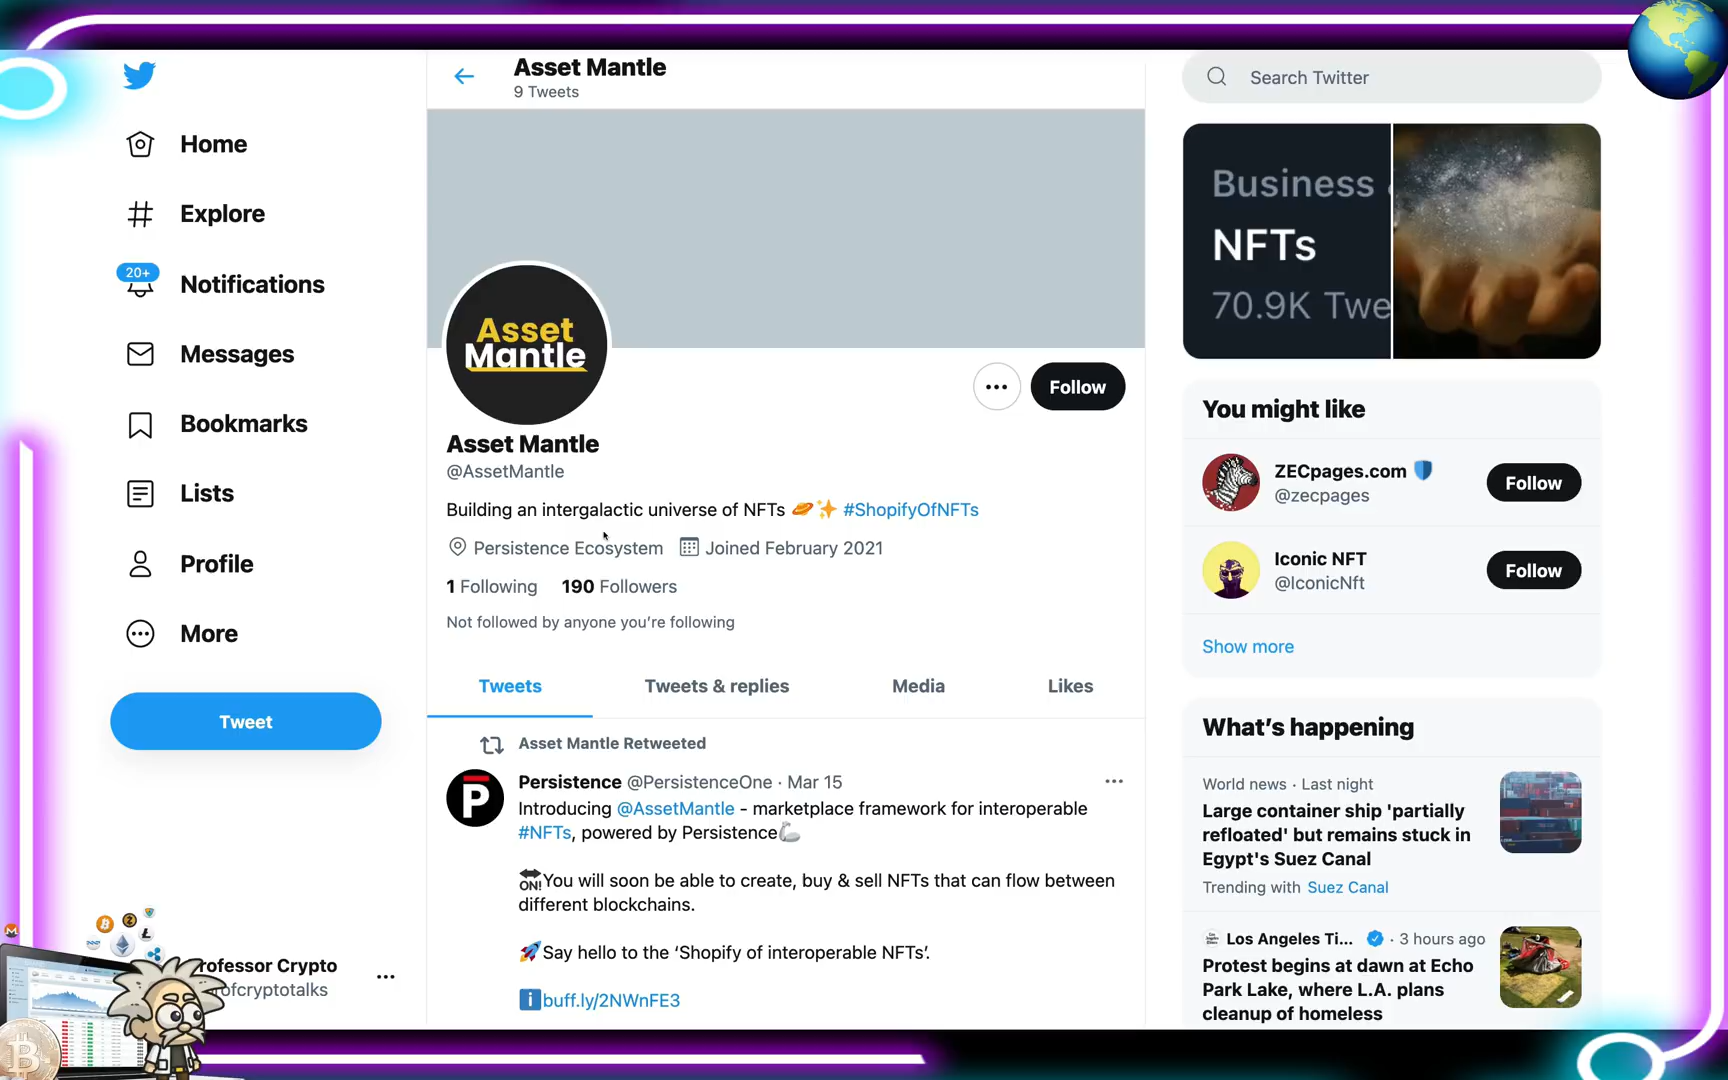 Asset Mantle
9 Tweets
Search Twitter
Home
Explore
20+
Notifications
Messages
Bookmarks
Lists
Profile
More
Tweet
rofessor Crypto
ofcryptotalks
Asset
Mantle
Follow
Asset Mantle
@AssetMantle
Building an intergalactic universe of NFTs 🪐✨ #ShopifyOfNFTs
Persistence Ecosystem Joined February 2021
1 Following 190 Followers
Not followed by anyone you’re following
Tweets Tweets & replies Media Likes
Asset Mantle Retweeted
P
Persistence @PersistenceOne · Mar 15
Introducing @AssetMantle - marketplace framework for interoperable
#NFTs, powered by Persistence🦾
🔛You will soon be able to create, buy & sell NFTs that can flow between
different blockchains.
🚀Say hello to the ‘Shopify of interoperable NFTs’.
ℹ️buff.ly/2NWnFE3
Business
NFTs
70.9K Twe
You might like
ZECpages.com 🛡
@zecpages
Follow
Iconic NFT
@IconicNft
Follow
Show more
What’s happening
World news · Last night
Large container ship 'partially
refloated' but remains stuck in
Egypt's Suez Canal
Trending with Suez Canal
Los Angeles Ti... · 3 hours ago
Protest begins at dawn at Echo
Park Lake, where L.A. plans
cleanup of homeless